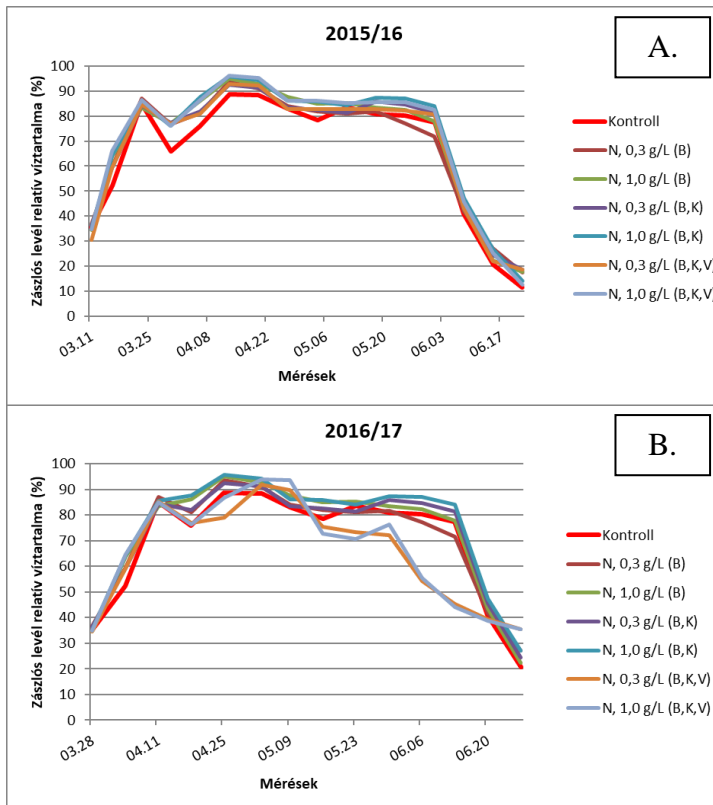 2015/16
A.
Zászlós levél relatív víztartalma (%)
100
90
80
70
60
50
40
30
20
10
0
03.11
03.25
04.08
04.22
05.06
05.20
06.03
06.17
Mérések
Kontroll
N, 0,3 g/L (B)
N, 1,0 g/L (B)
N, 0,3 g/L (B,K)
N, 1,0 g/L (B,K)
N, 0,3 g/L (B,K,V)
N, 1,0 g/L (B,K,V)
2016/17
B.
Zászlós levél relatív víztartalma (%)
100
90
80
70
60
50
40
30
20
10
0
03.28
04.11
04.25
05.09
05.23
06.06
06.20
Mérések
Kontroll
N, 0,3 g/L (B)
N, 1,0 g/L (B)
N, 0,3 g/L (B,K)
N, 1,0 g/L (B,K)
N, 0,3 g/L (B,K,V)
N, 1,0 g/L (B,K,V)